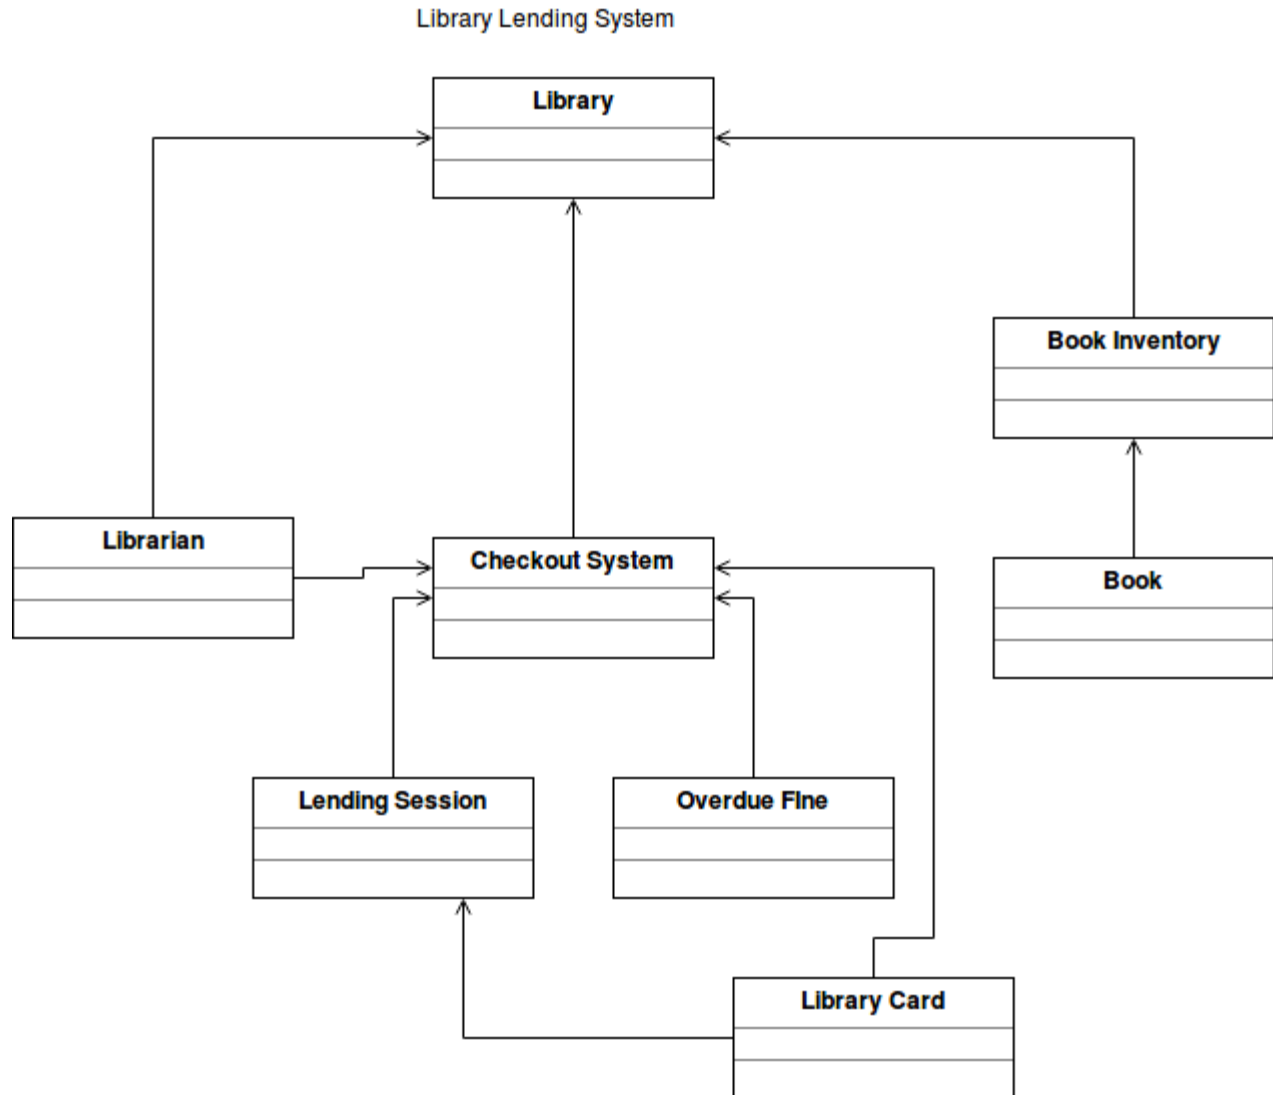 Library Lending System
Library
Book Inventory
Librarian
Checkout System
Book
Lending Session
Overdue FIne
Library Card